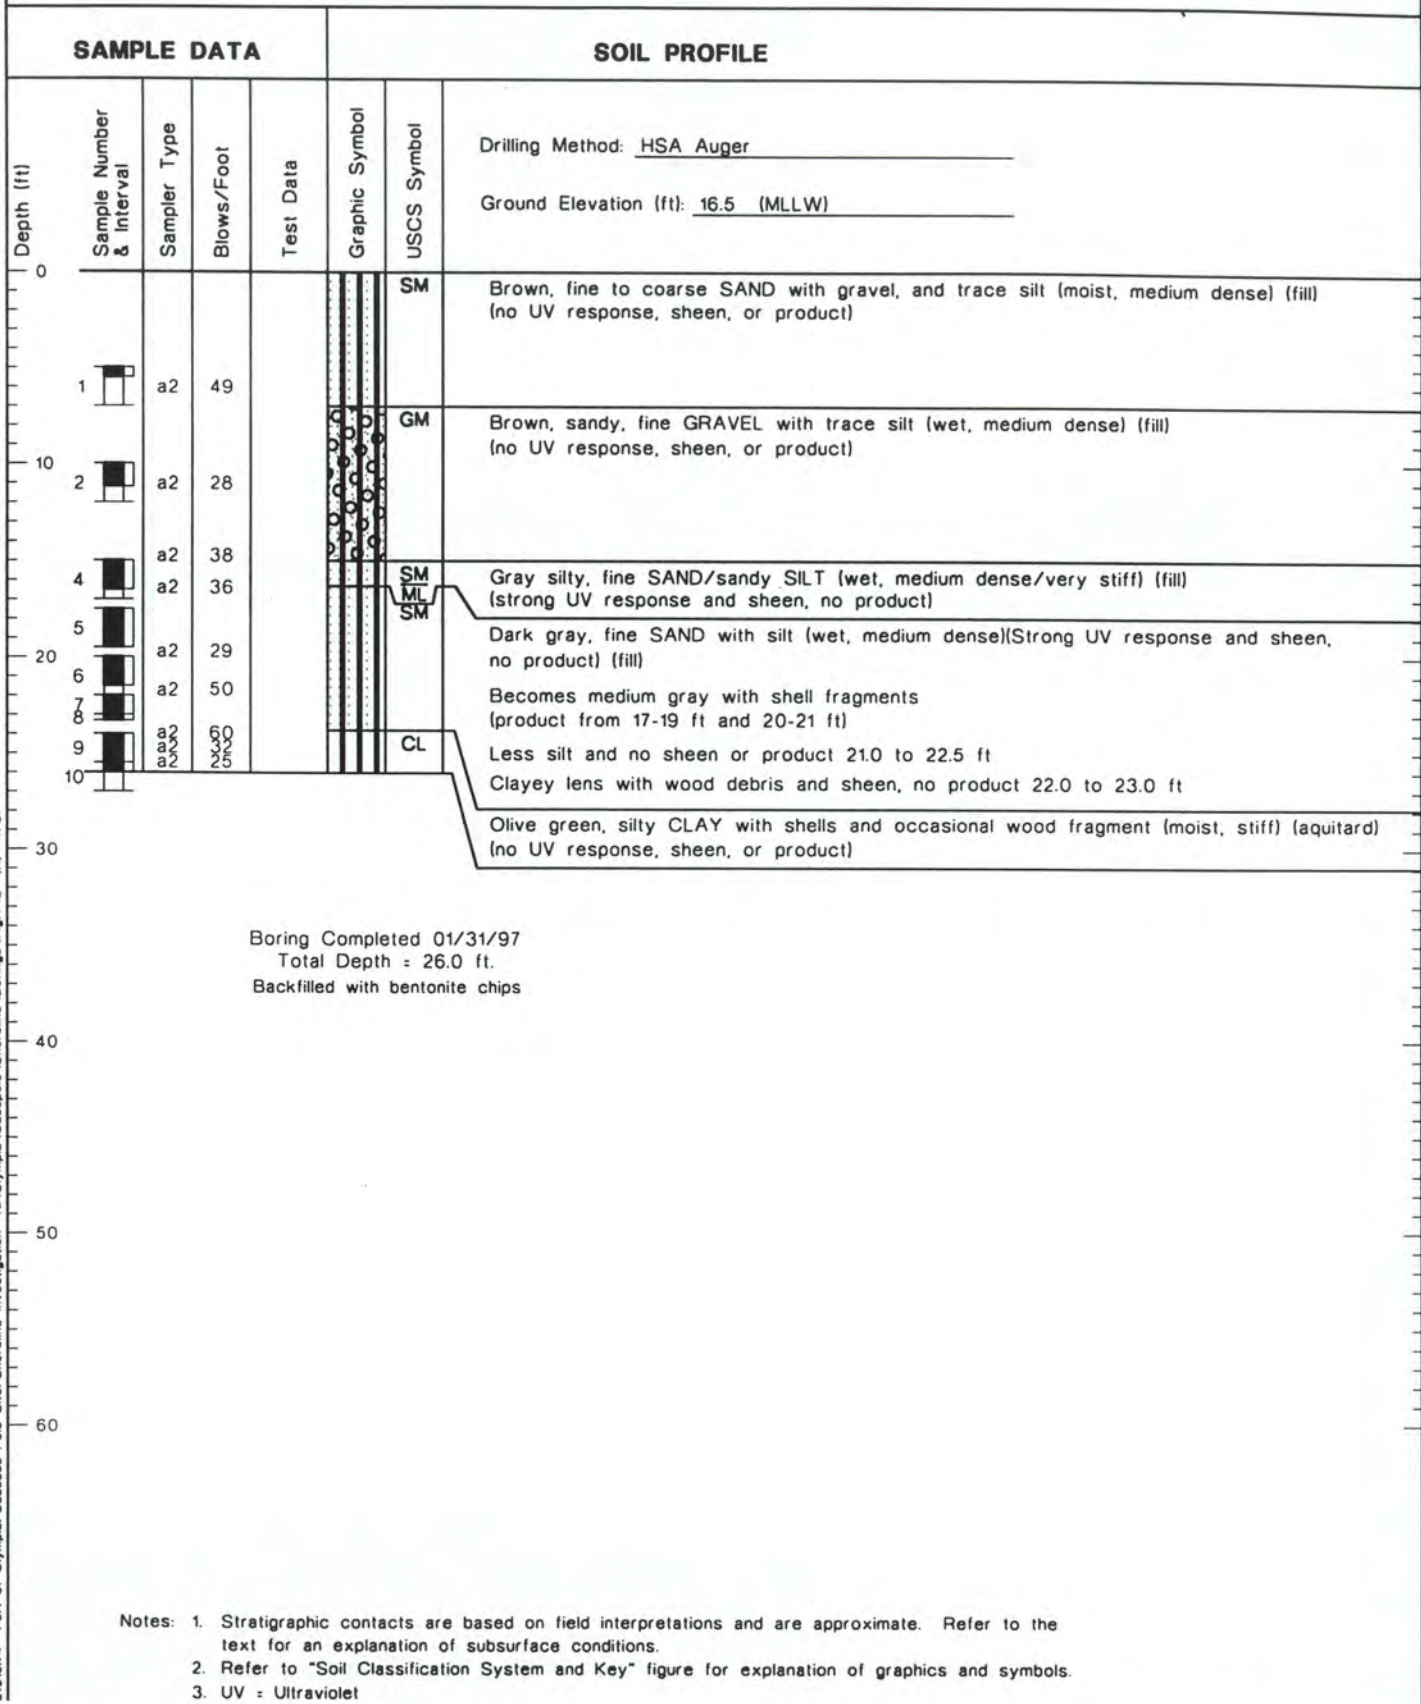 SAMPLE DATA
SOIL PROFILE
Depth (ft)
Sample Number
& Interval
Sampler Type
Blows/Foot
Test Data
Graphic Symbol
USCS Symbol
Drilling Method: HSA Auger
Ground Elevation (ft): 16.5 (MLLW)
0
SM
Brown, fine to coarse SAND with gravel, and trace silt (moist, medium dense) (fill)
(no UV response, sheen, or product)
1 a2 49
GM
Brown, sandy, fine GRAVEL with trace silt (wet, medium dense) (fill)
(no UV response, sheen, or product)
10
2 a2 28
a2 38
4 a2 36
SM
ML
SM
Gray silty, fine SAND/sandy SILT (wet, medium dense/very stiff) (fill)
(strong UV response and sheen, no product)
5
Dark gray, fine SAND with silt (wet, medium dense)(Strong UV response and sheen,
no product) (fill)
20
a2 29
6
a2 50
Becomes medium gray with shell fragments
(product from 17-19 ft and 20-21 ft)
7
8
a2 60
9 a2 32
a2 25
10
CL
Less silt and no sheen or product 21.0 to 22.5 ft
Clayey lens with wood debris and sheen, no product 22.0 to 23.0 ft
Olive green, silty CLAY with shells and occasional wood fragment (moist, stiff) (aquitard)
(no UV response, sheen, or product)
30
Boring Completed 01/31/97
Total Depth = 26.0 ft.
Backfilled with bentonite chips
40
50
60
Notes: 1. Stratigraphic contacts are based on field interpretations and are approximate. Refer to the
text for an explanation of subsurface conditions.
2. Refer to "Soil Classification System and Key" figure for explanation of graphics and symbols.
3. UV = Ultraviolet